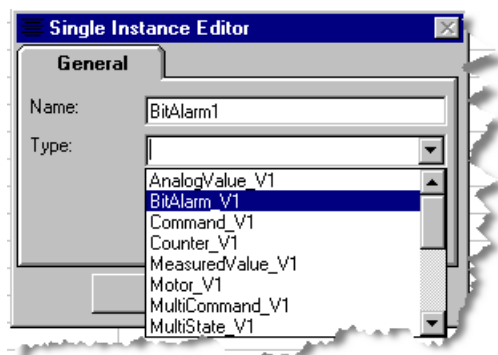 Single Instance Editor
General
Name: BitAlarm1
Type:
AnalogValue_V1
BitAlarm_V1
Command_V1
Counter_V1
MeasuredValue_V1
Motor_V1
MultiCommand_V1
MultiState_V1